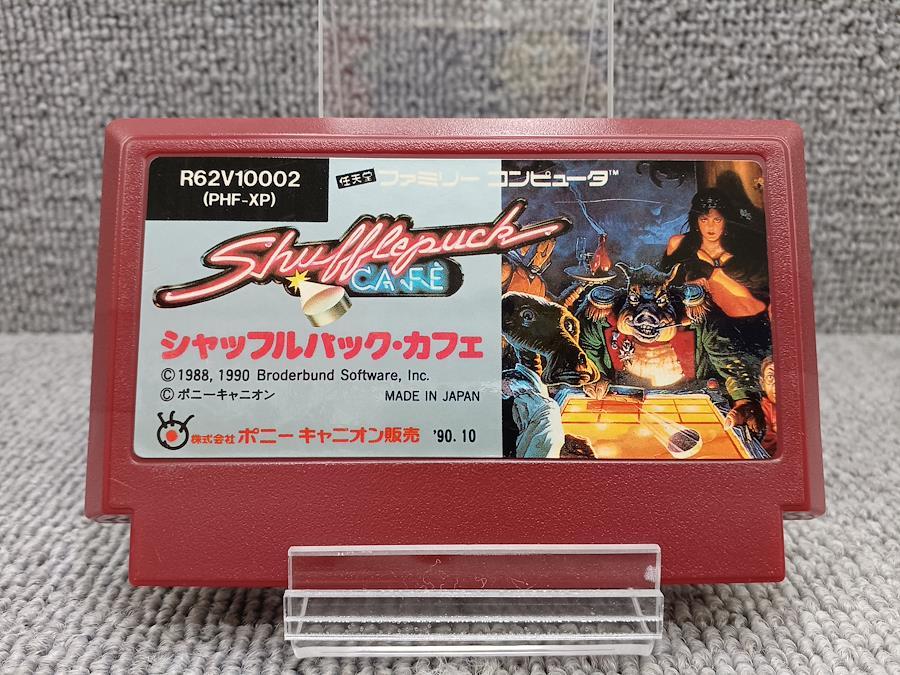 R62V10002
(PHF-XP)
任天堂 ファミリー コンピュータ™
Shufflepuck
CAFÉ
シャッフルパック・カフェ
©1988, 1990 Broderbund Software, Inc.
© ポニーキャニオン MADE IN JAPAN
株式会社 ポニー キャニオン販売 '90.10